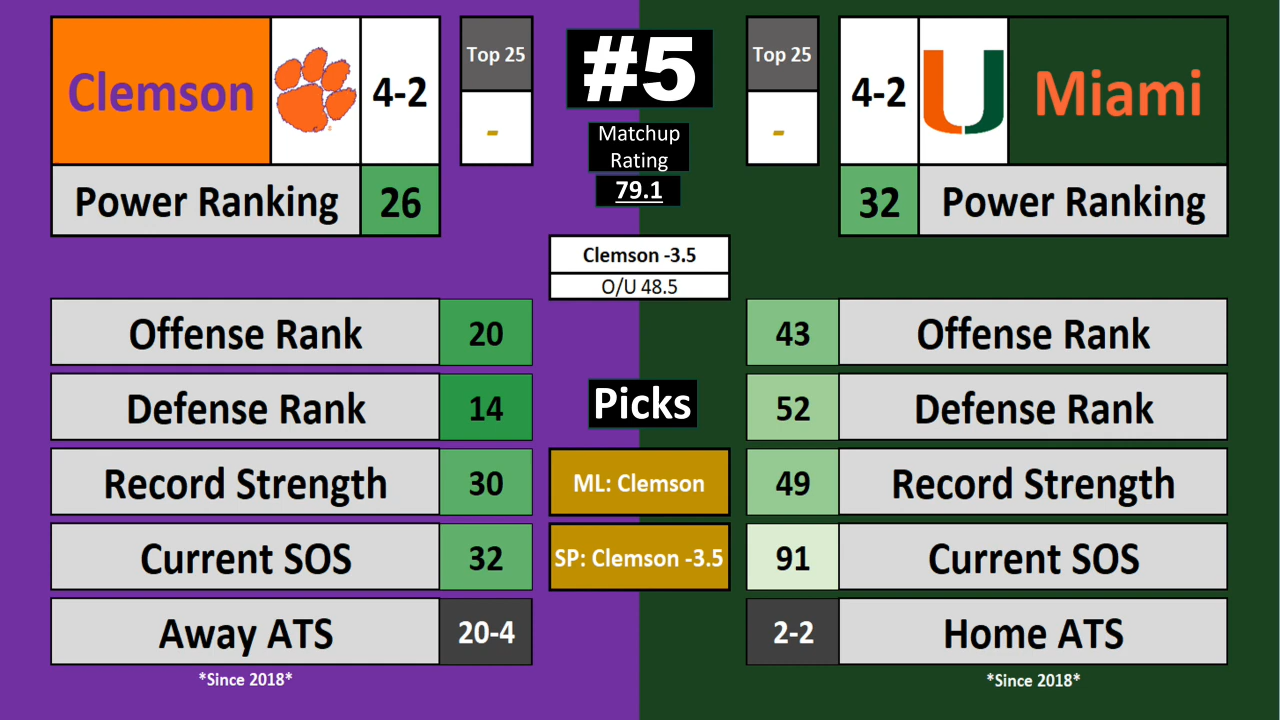 Clemson
4-2
Top 25
-
Power Ranking
26
#5
Matchup
Rating
79.1
Top 25
-
4-2
U
Miami
32
Power Ranking
Clemson -3.5
O/U 48.5
Offense Rank
20
43
Offense Rank
Defense Rank
14
Picks
52
Defense Rank
Record Strength
30
ML: Clemson
49
Record Strength
Current SOS
32
SP: Clemson -3.5
91
Current SOS
Away ATS
20-4
2-2
Home ATS
*Since 2018*
*Since 2018*